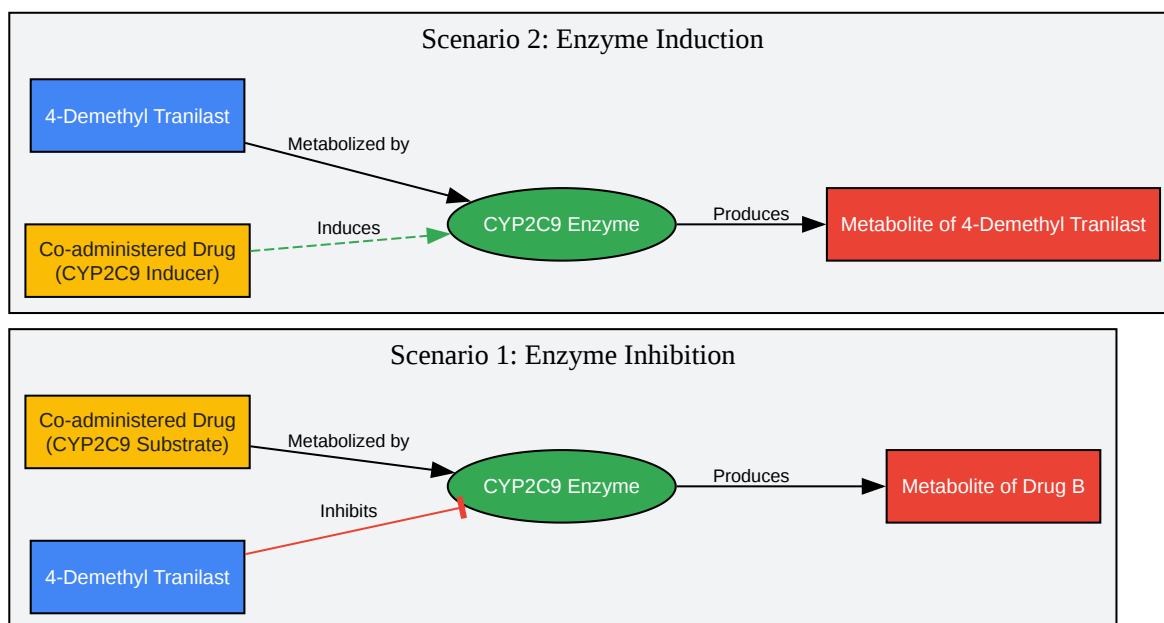 Scenario 2: Enzyme Induction
4-Demethyl Tranilast
Metabolized by
Co-administered Drug
(CYP2C9 Inducer)
Induces
CYP2C9 Enzyme
Produces
Metabolite of 4-Demethyl Tranilast
Scenario 1: Enzyme Inhibition
Co-administered Drug
(CYP2C9 Substrate)
Metabolized by
CYP2C9 Enzyme
Produces
Metabolite of Drug B
Inhibits
4-Demethyl Tranilast